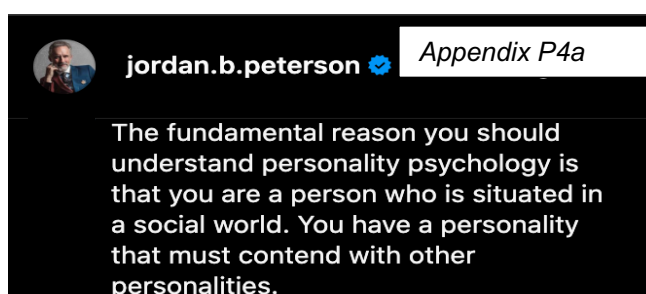 jordan.b.peterson
Appendix P4a
The fundamental reason you should
understand personality psychology is
that you are a person who is situated in
a social world. You have a personality
that must contend with other
personalities.